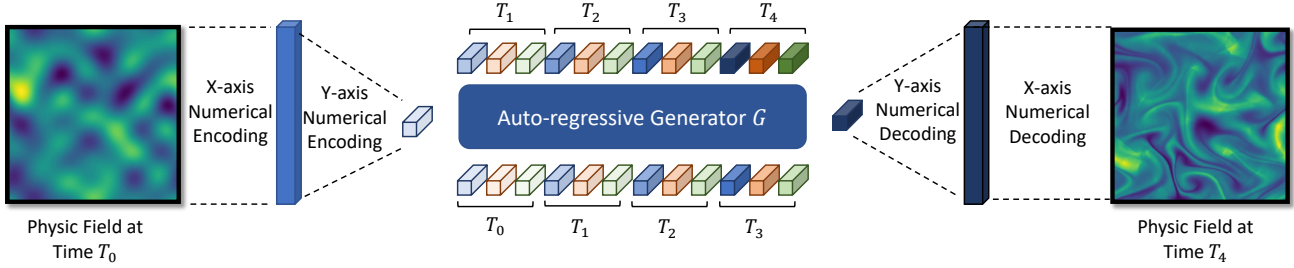 X-axis
Numerical
Encoding
Y-axis
Numerical
Encoding
Physic Field at
Time T₀
T₁ T₂ T₃ T₄
Auto-regressive Generator G
T₀ T₁ T₂ T₃
Y-axis
Numerical
Decoding
X-axis
Numerical
Decoding
Physic Field at
Time T₄